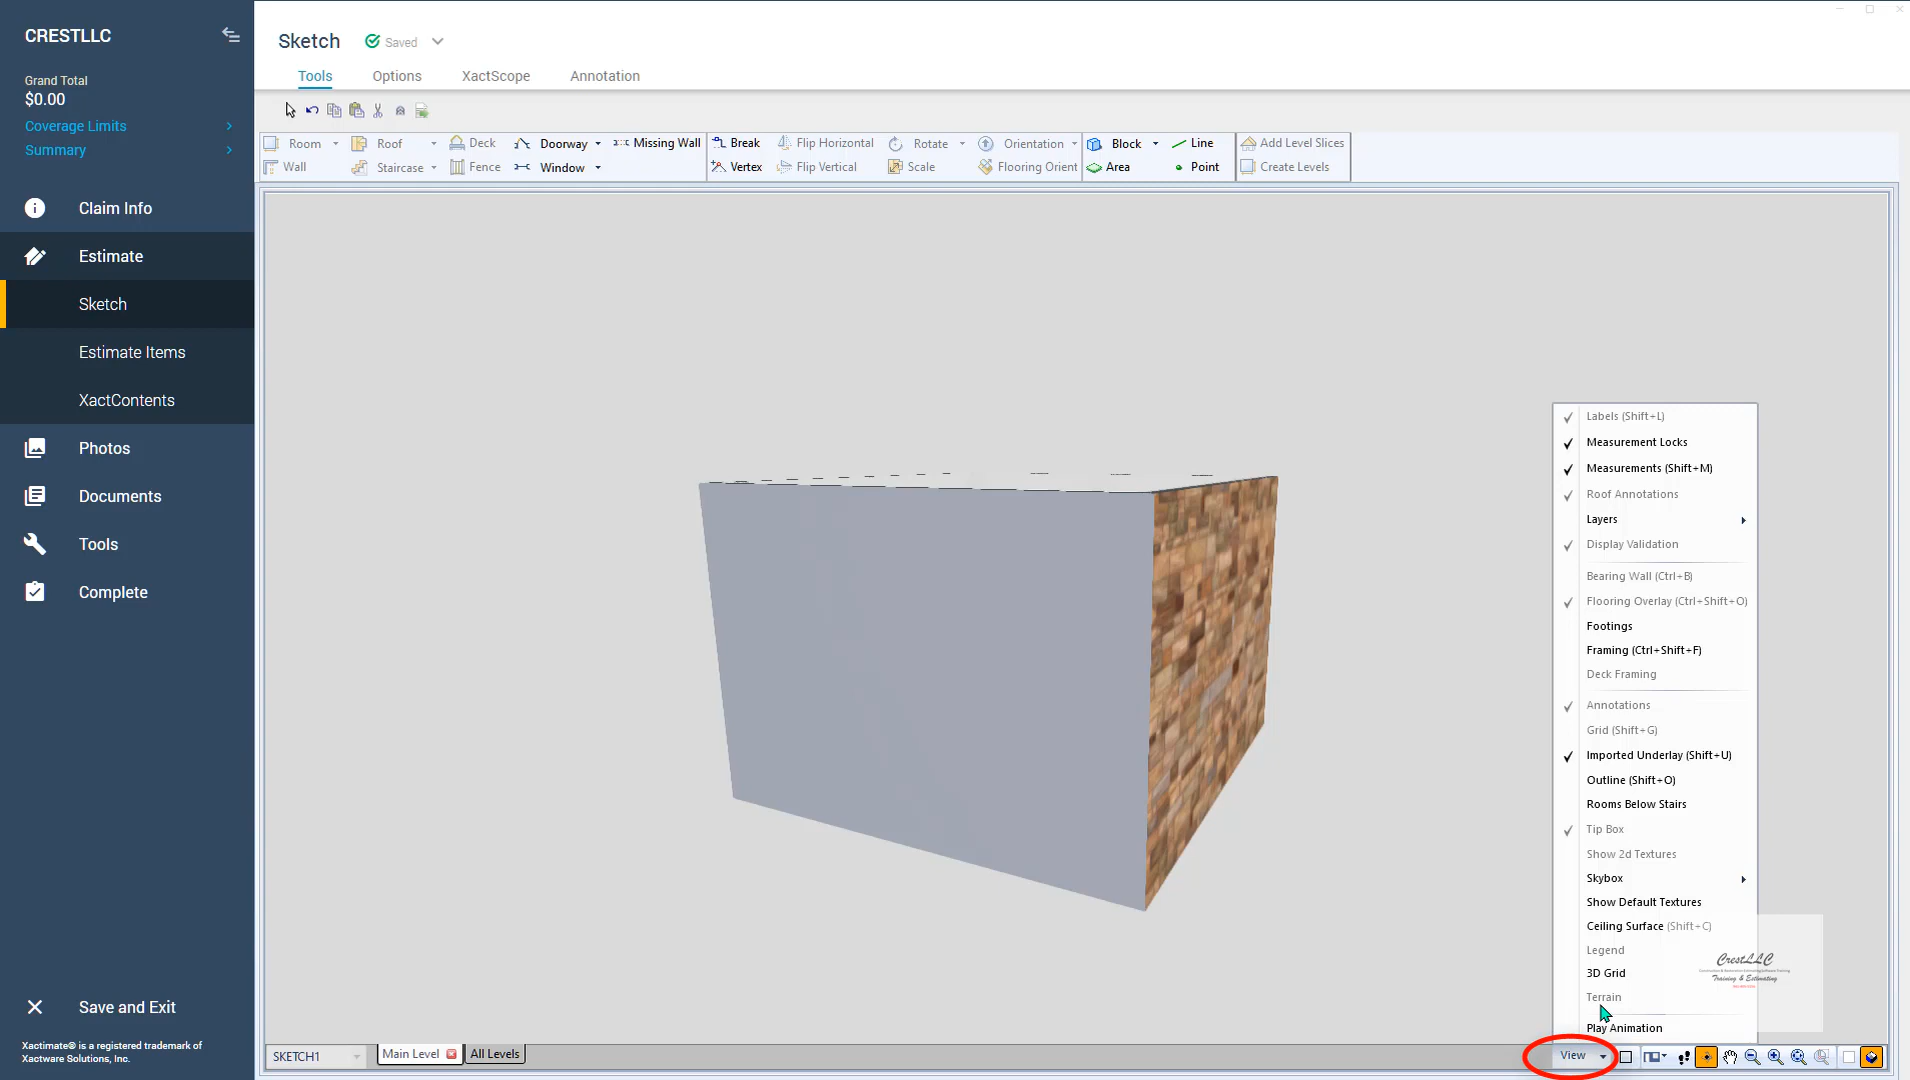 CRESTLLC
Grand Total
$0.00
Coverage Limits
Summary
Claim Info
Estimate
Sketch
Estimate Items
XactContents
Photos
Documents
Tools
Complete
Save and Exit
Xactimate® is a registered trademark of
Xactware Solutions, Inc.
Sketch
Saved
Tools Options XactScope Annotation
Room Roof Deck Doorway Missing Wall Break Flip Horizontal Rotate Orientation Block Line Add Level Slices
Wall Staircase Fence Window Vertex Flip Vertical Scale Flooring Orient Area Point Create Levels
Labels (Shift+L)
Measurement Locks
Measurements (Shift+M)
Roof Annotations
Layers
Display Validation
Bearing Wall (Ctrl+B)
Flooring Overlay (Ctrl+Shift+O)
Footings
Framing (Ctrl+Shift+F)
Deck Framing
Annotations
Grid (Shift+G)
Imported Underlay (Shift+U)
Outline (Shift+O)
Rooms Below Stairs
Tip Box
Show 2d Textures
Skybox
Show Default Textures
Ceiling Surface (Shift+C)
Legend
3D Grid
Terrain
Play Animation
CrestLLC
Training & Estimating
SKETCH1 Main Level All Levels View